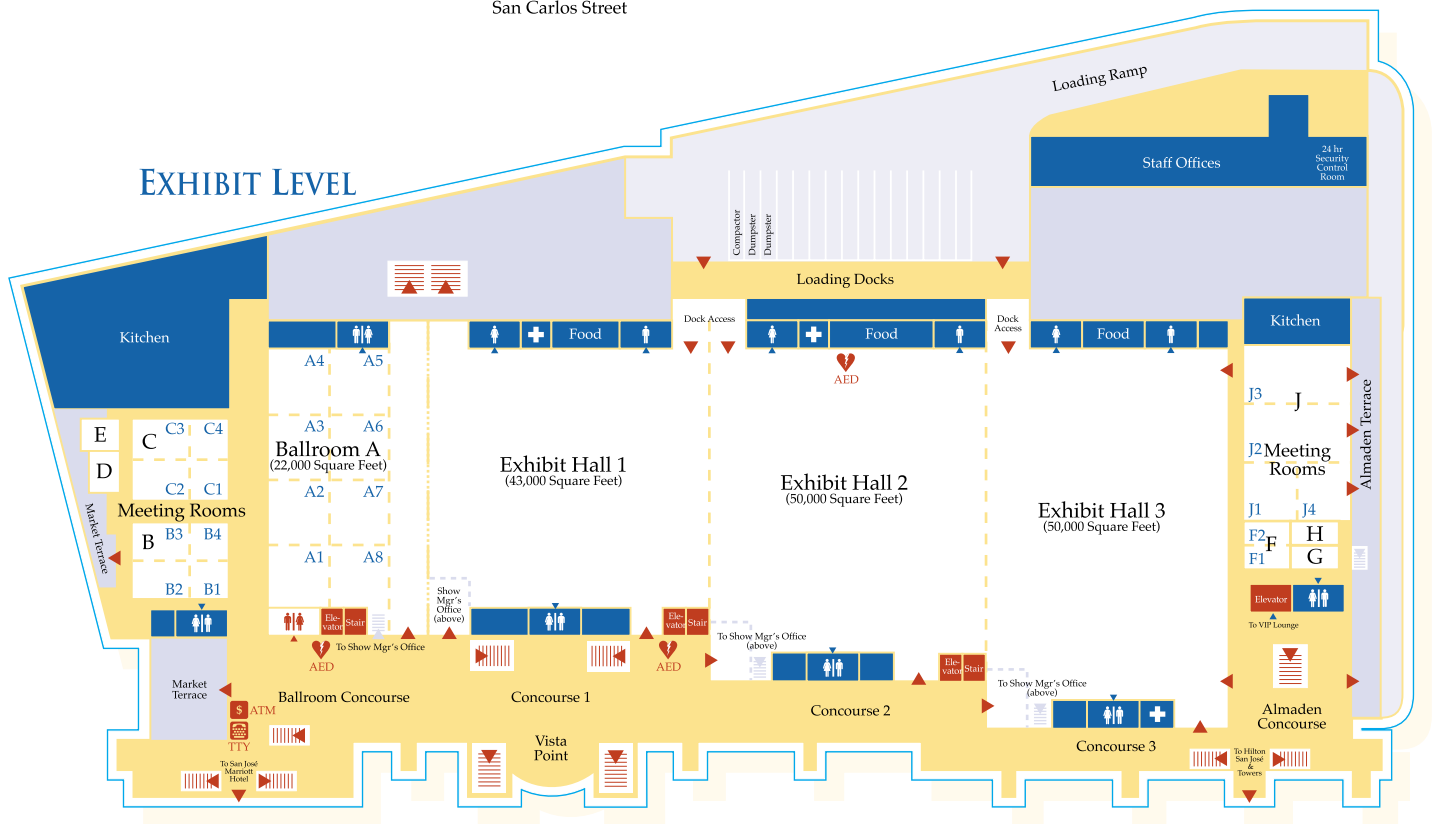 San Carlos Street
EXHIBIT LEVEL
Loading Ramp
Staff Offices
24 hr
Security
Control
Room
Compactor
Dumpster
Dumpster
Loading Docks
Kitchen
Dock Access
Dock
Access
Kitchen
Food
Food
Food
AED
A4
A5
A3
A6
Ballroom A
(22,000 Square Feet)
A2
A7
A1
A8
Exhibit Hall 1
(43,000 Square Feet)
Exhibit Hall 2
(50,000 Square Feet)
Exhibit Hall 3
(50,000 Square Feet)
E
D
C
C3
C4
C2
C1
Meeting Rooms
B
B3
B4
B2
B1
Market Terrace
J3
J
J2
Meeting
Rooms
J1
J4
F2
F
F1
H
G
Almaden Terrace
Elevator
To VIP Lounge
Show
Mgr's
Office
(above)
Ele-
vator
Stair
Ele-
vator
Stair
Ele-
vator
Stair
AED
To Show Mgr's Office
AED
To Show Mgr's Office
(above)
To Show Mgr's Office
(above)
Market
Terrace
$
ATM
TTY
Ballroom Concourse
Concourse 1
Concourse 2
Concourse 3
Almaden
Concourse
Vista
Point
To San José
Marriott
Hotel
To Hilton
San José
&
Towers